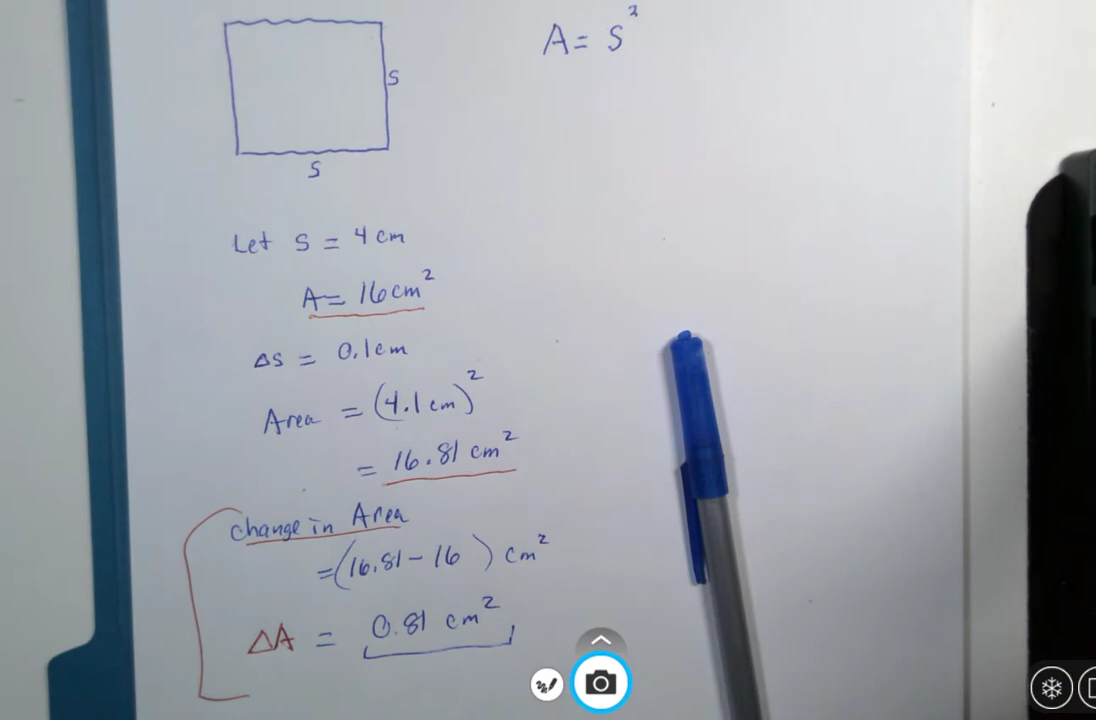 A = s²
s
s
Let s = 4 cm
A = 16 cm²
Δs = 0.1 cm
Area = (4.1 cm)²
= 16.81 cm²
Change in Area
= (16.81 - 16) cm²
ΔA = 0.81 cm²